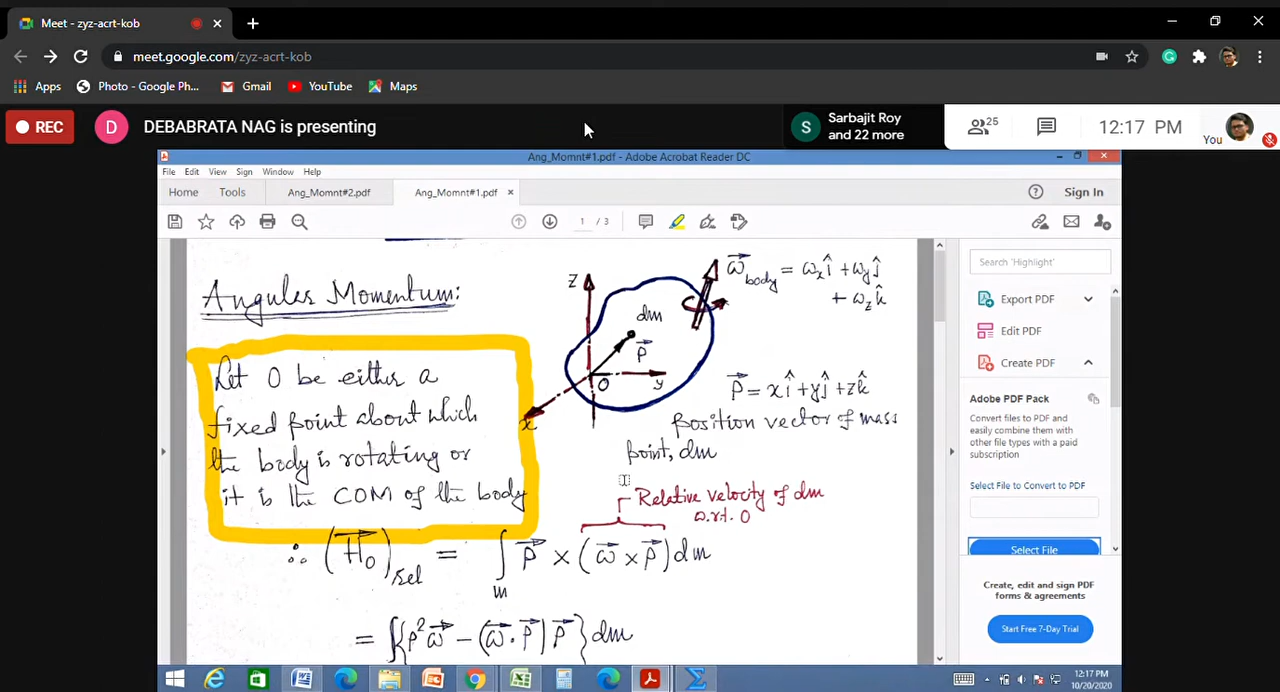 Meet - zyz-acrt-kob
meet.google.com/zyz-acrt-kob
Apps Photo - Google Ph... Gmail YouTube Maps
REC D DEBABRATA NAG is presenting
S Sarbajit Roy
and 22 more
25 12:17 PM
You
Ang_Momnt#1.pdf - Adobe Acrobat Reader DC
File Edit View Sign Window Help
Home Tools Ang_Momnt#2.pdf Ang_Momnt#1.pdf Sign In
1 / 3
Angular Momentum:
Let O be either a
fixed point about which
the body is rotating or
it is the COM of the body
Z
dm
ρ⃗
O
y
x
ω⃗ body = ωx î + ωy ĵ
+ ωz k̂
ρ⃗ = xî + yĵ + zk̂
Position vector of mass
point, dm
Relative velocity of dm
w.r.t. O
∴ (H⃗o)rel = ∫m ρ⃗ × (ω⃗ × ρ⃗) dm
= ∫{ρ²ω⃗ − (ω⃗ · ρ⃗) ρ⃗} dm
Search 'Highlight'
Export PDF
Edit PDF
Create PDF
Adobe PDF Pack
Convert files to PDF and
easily combine them with
other file types with a paid
subscription
Select File to Convert to PDF
Select File
Create, edit and sign PDF
forms & agreements
Start Free 7-Day Trial
12:17 PM
10/20/2020